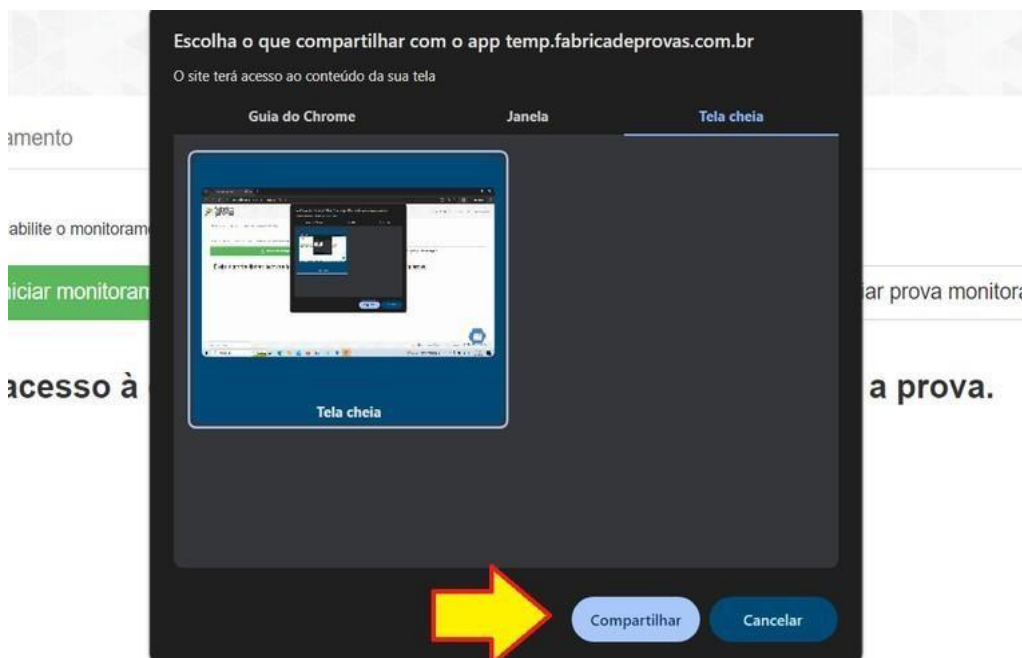 Escolha o que compartilhar com o app temp.fabricadeprovas.com.br
O site terá acesso ao conteúdo da sua tela
Guia do Chrome Janela Tela cheia
amento
abilite o monitoram
niciar monitoram ar prova monitora
acesso à a prova.
Tela cheia
Compartilhar Cancelar